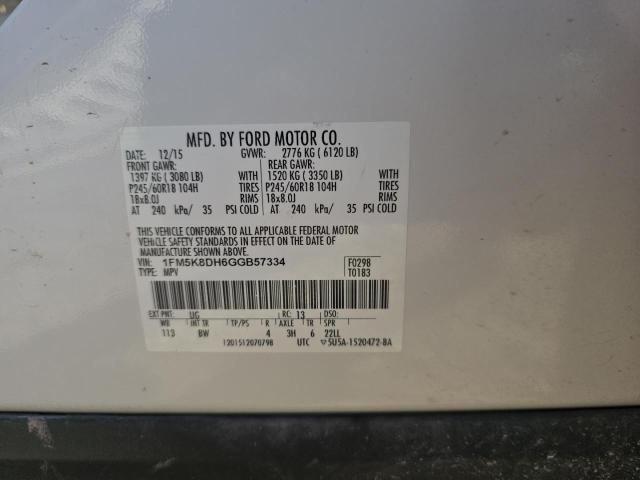 MFD. BY FORD MOTOR CO.
DATE: 12/15 GVWR: 2776 KG ( 6120 LB)
FRONT GAWR: REAR GAWR:
1397 KG ( 3080 LB) 1520 KG ( 3350 LB)
P245/60R18 104H TIRES P245/60R18 104H TIRES
18x8.0J RIMS 18x8.0J RIMS
AT 240 kPa/ 35 PSI COLD AT 240 kPa/ 35 PSI COLD
THIS VEHICLE CONFORMS TO ALL APPLICABLE FEDERAL MOTOR
VEHICLE SAFETY STANDARDS IN EFFECT ON THE DATE OF
MANUFACTURE SHOWN ABOVE.
VIN: 1FM5K8DH6GGB57334 F0298
TYPE: MPV T0183
EXT PNT: UG RC: 13 DSO:
WB INT TR TP/PS R AXLE TR SPR
113 BW 4 3H 6 22LL
1201512070798 UTC 5U5A-1520472-BA